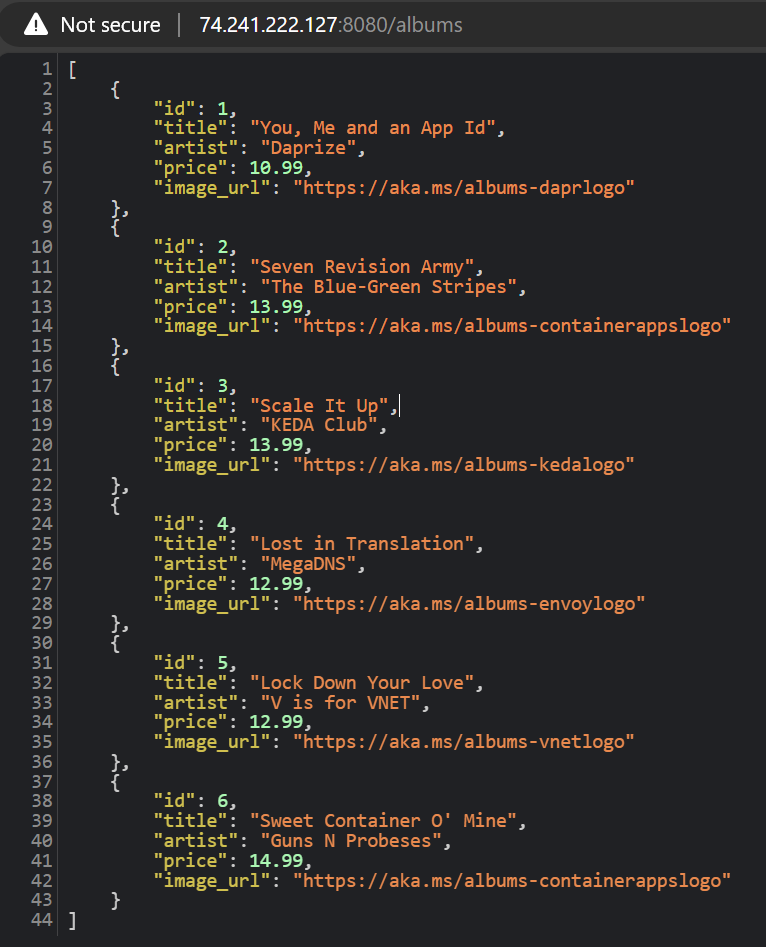 Not secure | 74.241.222.127:8080/albums
1 [
2     {
3         "id": 1,
4         "title": "You, Me and an App Id",
5         "artist": "Daprize",
6         "price": 10.99,
7         "image_url": "https://aka.ms/albums-daprlogo"
8     },
9     {
10         "id": 2,
11         "title": "Seven Revision Army",
12         "artist": "The Blue-Green Stripes",
13         "price": 13.99,
14         "image_url": "https://aka.ms/albums-containerappslogo"
15     },
16     {
17         "id": 3,
18         "title": "Scale It Up",
19         "artist": "KEDA Club",
20         "price": 13.99,
21         "image_url": "https://aka.ms/albums-kedalogo"
22     },
23     {
24         "id": 4,
25         "title": "Lost in Translation",
26         "artist": "MegaDNS",
27         "price": 12.99,
28         "image_url": "https://aka.ms/albums-envoylogo"
29     },
30     {
31         "id": 5,
32         "title": "Lock Down Your Love",
33         "artist": "V is for VNET",
34         "price": 12.99,
35         "image_url": "https://aka.ms/albums-vnetlogo"
36     },
37     {
38         "id": 6,
39         "title": "Sweet Container O' Mine",
40         "artist": "Guns N Probeses",
41         "price": 14.99,
42         "image_url": "https://aka.ms/albums-containerappslogo"
43     }
44 ]